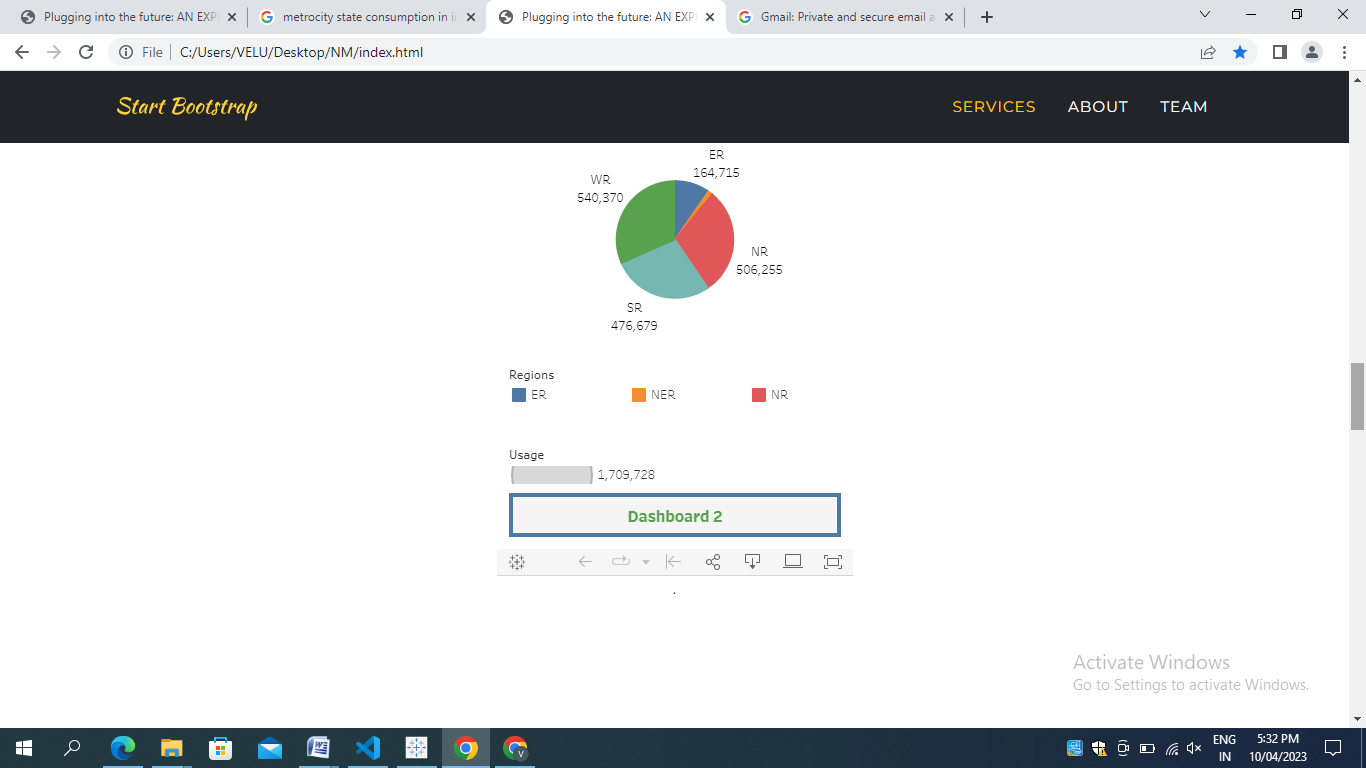 Plugging into the future: AN EXP
metrocity state consumption in i
Plugging into the future: AN EXP
Gmail: Private and secure email a
File
C:/Users/VELU/Desktop/NM/index.html
Start Bootstrap
SERVICES
ABOUT
TEAM
ER
164,715
WR
540,370
NR
506,255
SR
476,679
Regions
ER
NER
NR
Usage
1,709,728
Dashboard 2
.
Activate Windows
Go to Settings to activate Windows.
ENG
IN
5:32 PM
10/04/2023